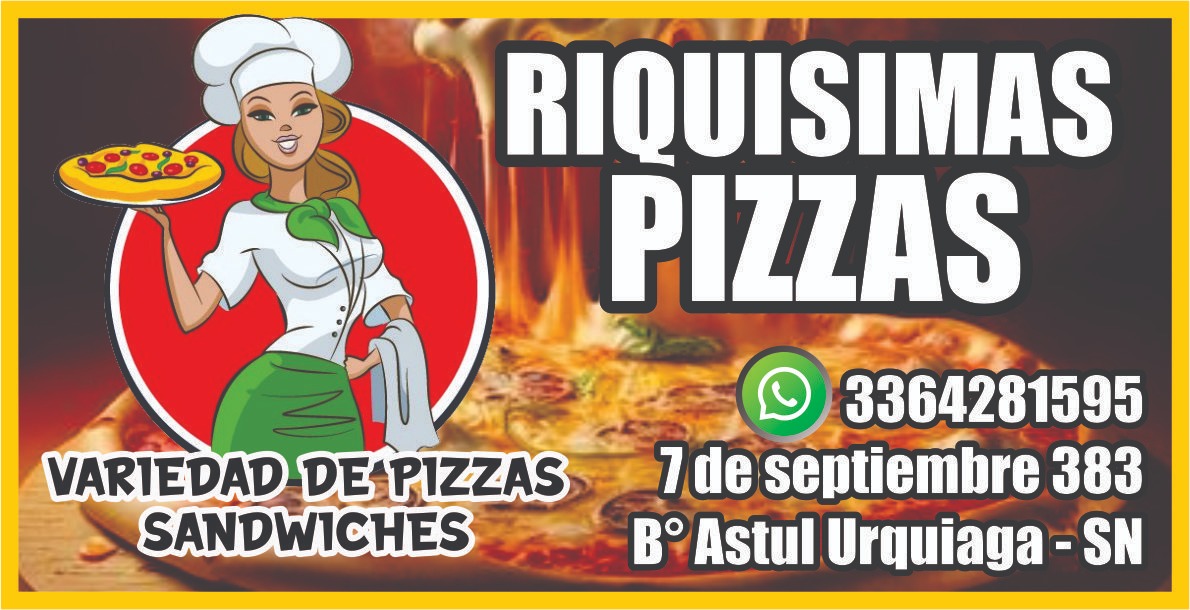 RIQUISIMAS
PIZZAS
3364281595
7 de septiembre 383
B° Astul Urquiaga - SN
VARIEDAD DE PIZZAS
SANDWICHES